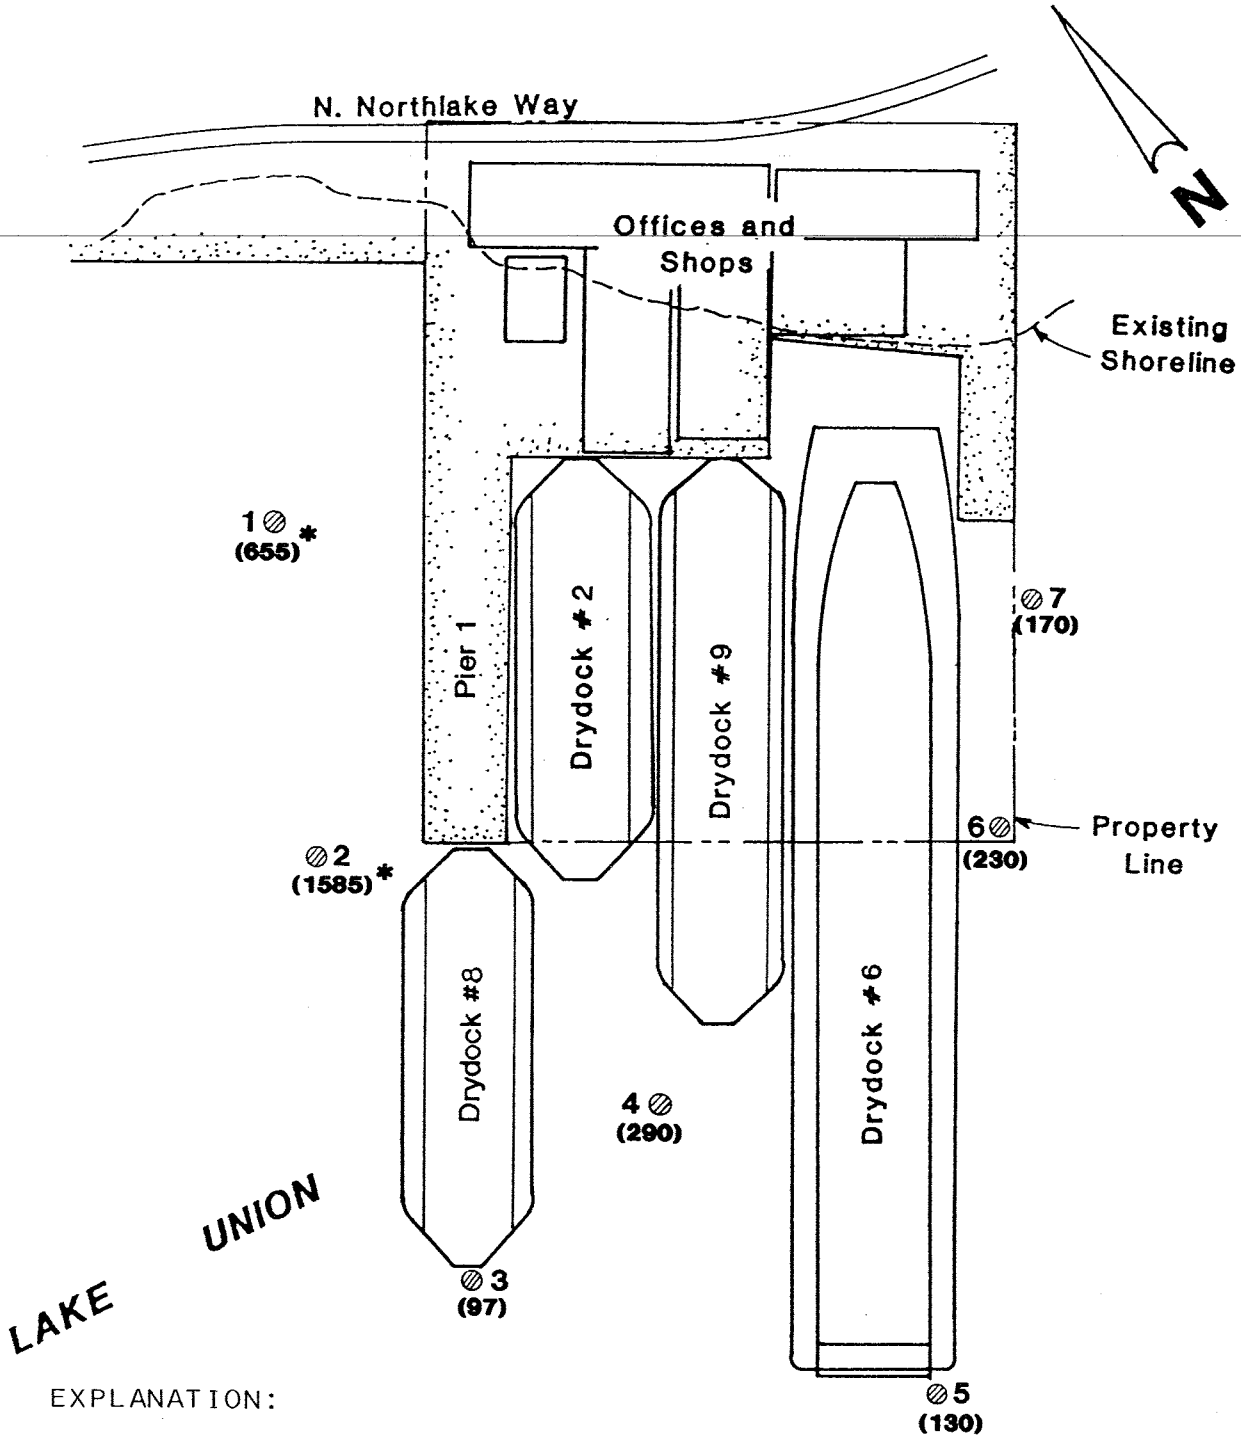 N. Northlake Way
N
Offices and
Shops
Existing
Shoreline
1
(655)*
Pier 1
Drydock #2
Drydock #9
7
(170)
6
(230)
Property
Line
2
(1585)*
Drydock #8
Drydock #6
4
(290)
LAKE UNION
3
(97)
EXPLANATION:
5
(130)